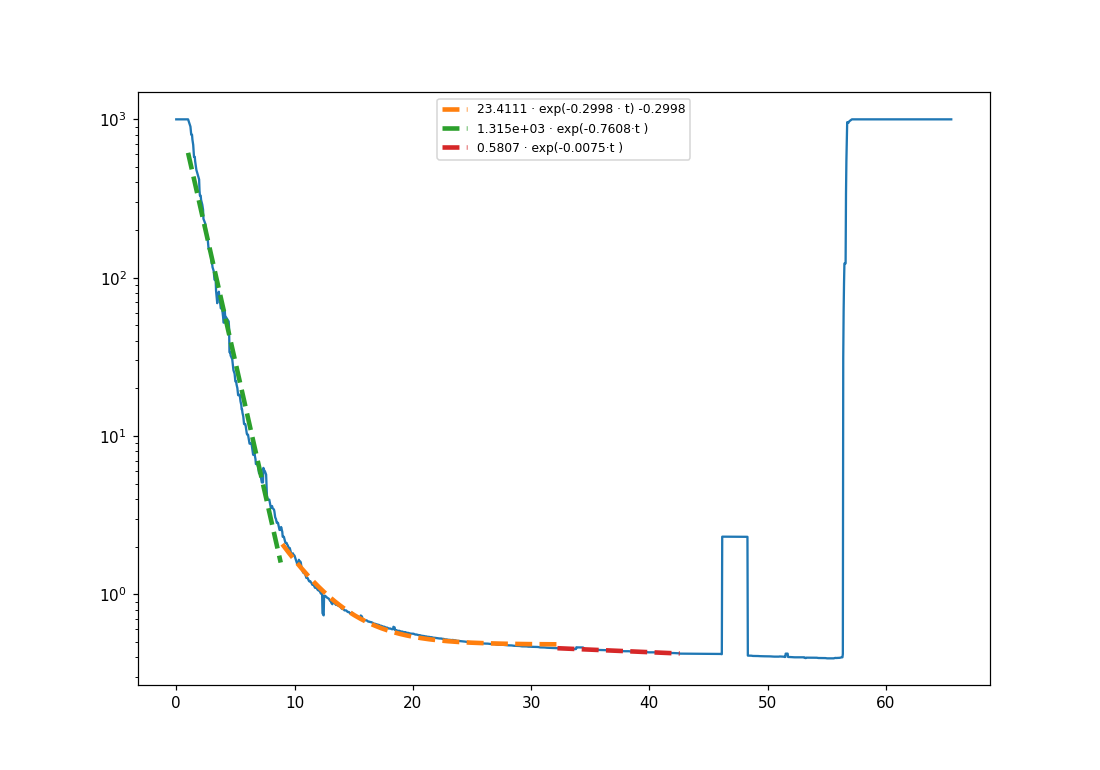 23.4111 · exp(-0.2998 · t) -0.2998
1.315e+03 · exp(-0.7608·t )
0.5807 · exp(-0.0075·t )
10³
10²
10¹
10⁰
0 10 20 30 40 50 60